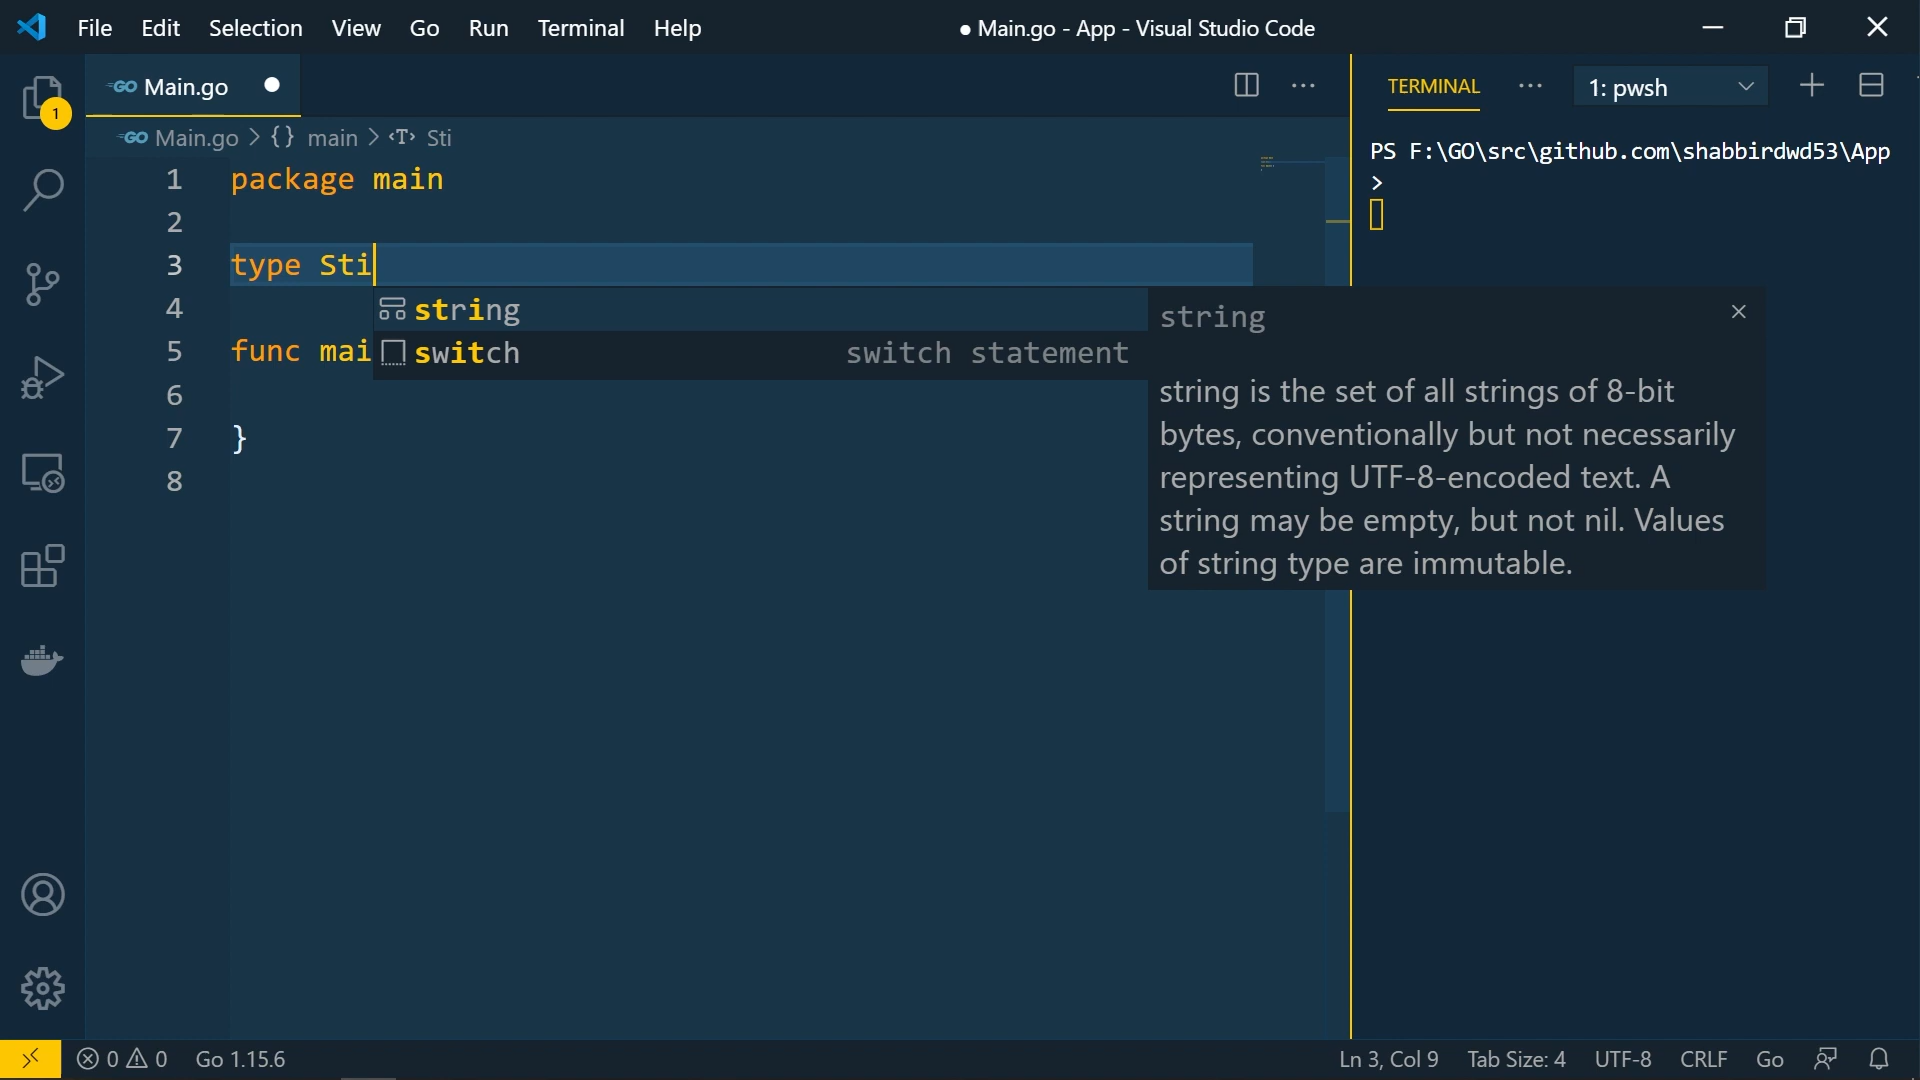 File Edit Selection View Go Run Terminal Help
● Main.go - App - Visual Studio Code
GO Main.go ●
TERMINAL ··· 1: pwsh
1
GO Main.go > {} main > <T> Sti
1 package main
2
3 type Sti
4
5 func mai
6
7 }
8
string
switch switch statement
string
string is the set of all strings of 8-bit
bytes, conventionally but not necessarily
representing UTF-8-encoded text. A
string may be empty, but not nil. Values
of string type are immutable.
PS F:\GO\src\github.com\shabbirdwd53\App
>
0 0 Go 1.15.6
Ln 3, Col 9 Tab Size: 4 UTF-8 CRLF Go